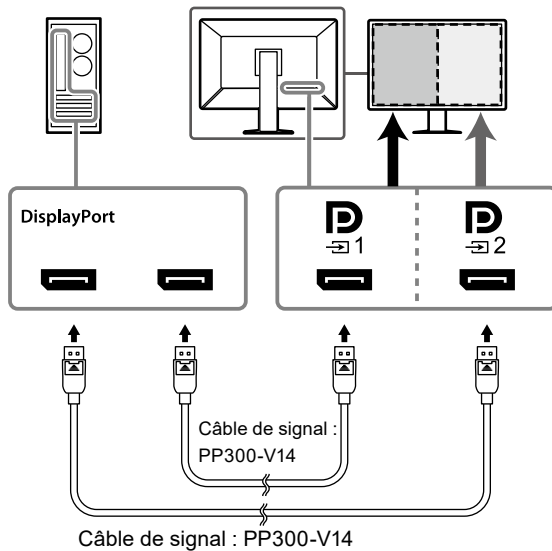 DisplayPort
1
2
Câble de signal :
PP300-V14
Câble de signal : PP300-V14